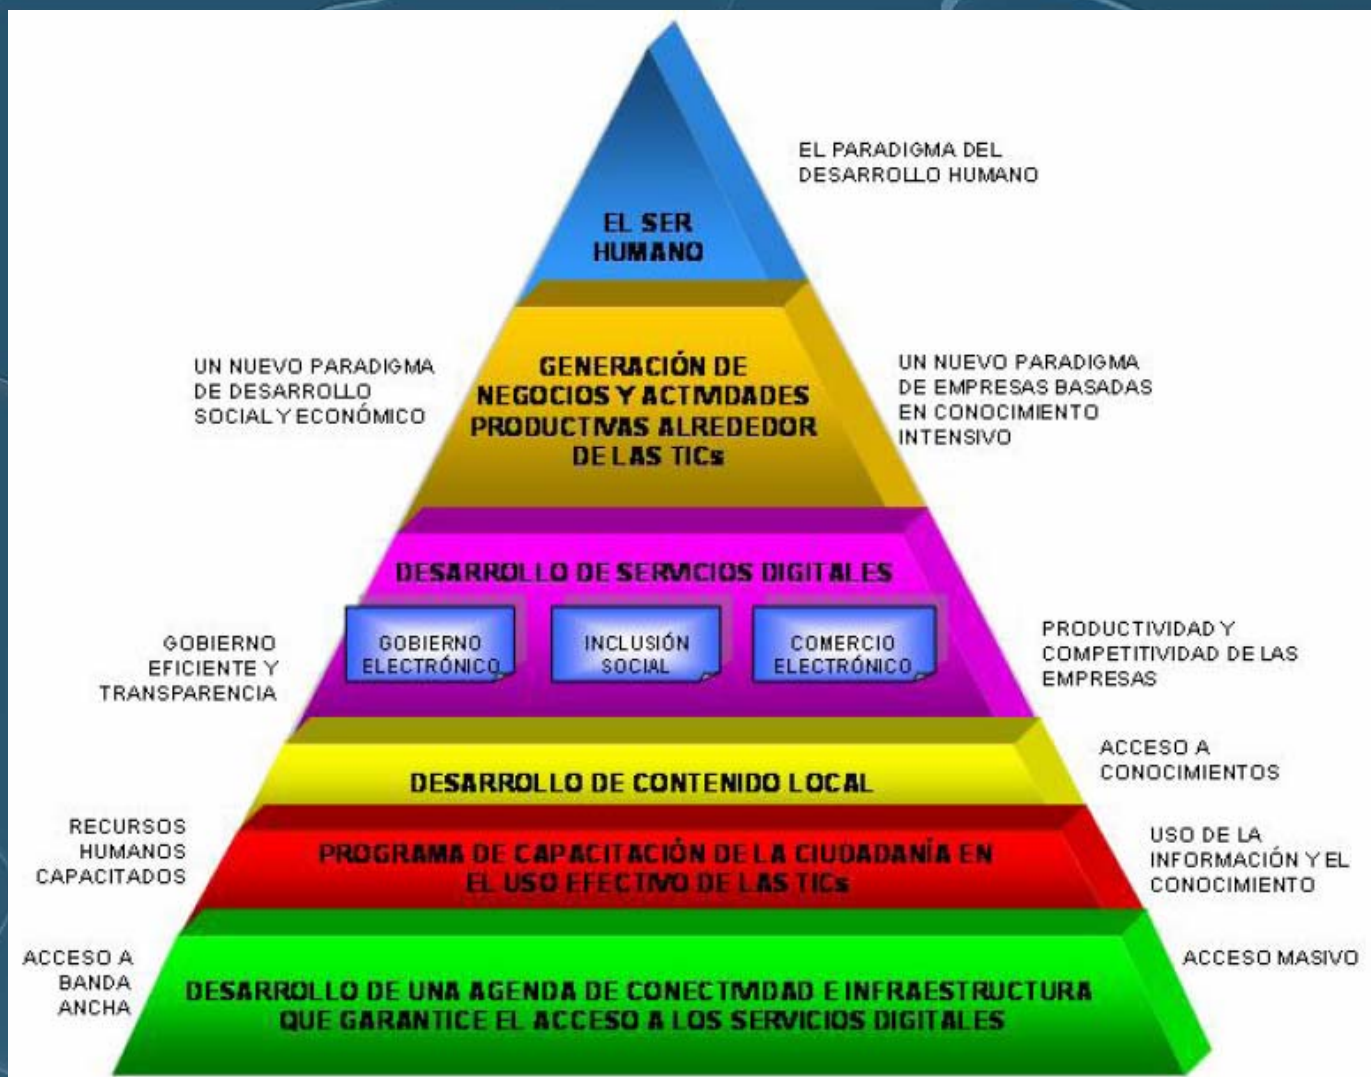 EL PARADIGMA DEL
DESARROLLO HUMANO
EL SER
HUMANO
UN NUEVO PARADIGMA
DE DESARROLLO
SOCIAL Y ECONÓMICO
GENERACIÓN DE
NEGOCIOS Y ACTIVIDADES
PRODUCTIVAS ALREDEDOR
DE LAS TICs
UN NUEVO PARADIGMA
DE EMPRESAS BASADAS
EN CONOCIMIENTO
INTENSIVO
DESARROLLO DE SERVICIOS DIGITALES
GOBIERNO
EFICIENTE Y
TRANSPARENCIA
GOBIERNO
ELECTRÓNICO
INCLUSIÓN
SOCIAL
COMERCIO
ELECTRÓNICO
PRODUCTIVIDAD Y
COMPETITIVIDAD DE LAS
EMPRESAS
DESARROLLO DE CONTENIDO LOCAL
ACCESO A
CONOCIMIENTOS
RECURSOS
HUMANOS
CAPACITADOS
PROGRAMA DE CAPACITACIÓN DE LA CIUDADANÍA EN
EL USO EFECTIVO DE LAS TICs
USO DE LA
INFORMACIÓN Y EL
CONOCIMIENTO
ACCESO A
BANDA
ANCHA
DESARROLLO DE UNA AGENDA DE CONECTIVIDAD E INFRAESTRUCTURA
QUE GARANTICE EL ACCESO A LOS SERVICIOS DIGITALES
ACCESO MASIVO